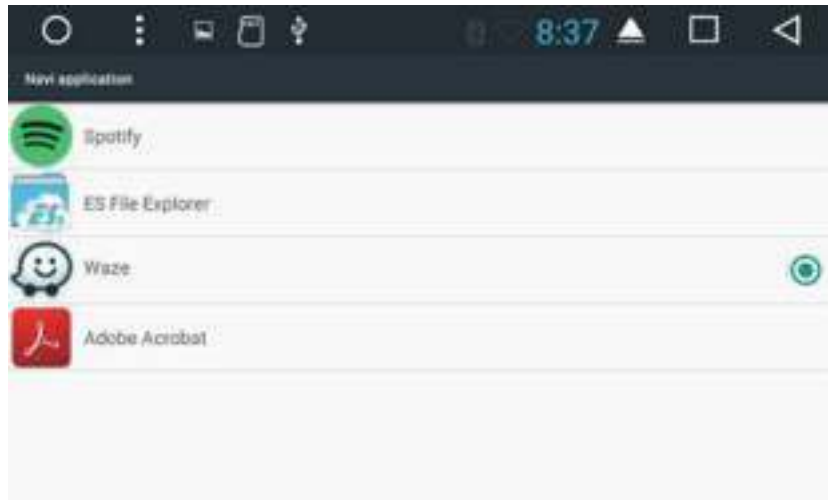 8:37
Navi application
Spotify
ES File Explorer
Waze
Adobe Acrobat